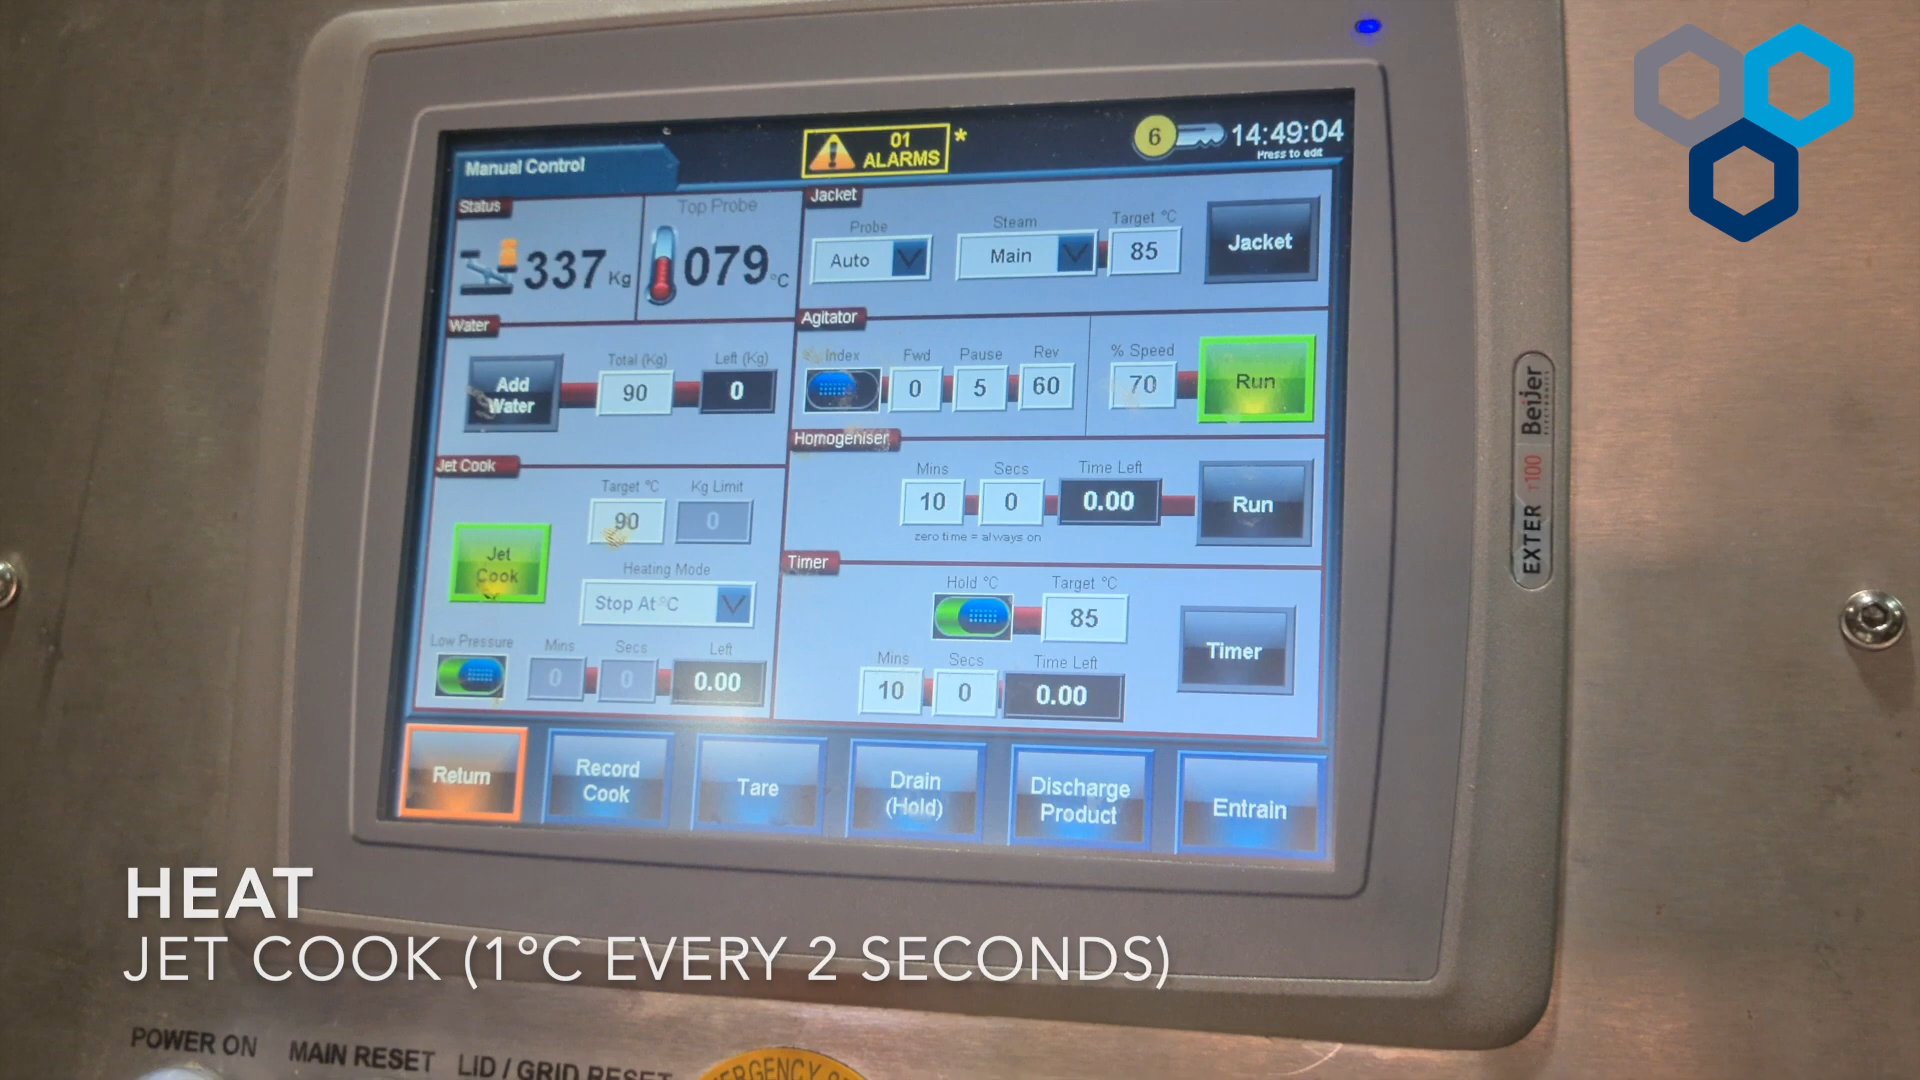 Manual Control
01
ALARMS
*
6
14:49:04
Press to edit
Status
337 Kg
Top Probe
079 °C
Jacket
Probe
Auto
Steam
Main
Target °C
85
Jacket
Water
Add
Water
Total (Kg)
90
Left (Kg)
0
Agitator
Index
Fwd
0
Pause
5
Rev
60
% Speed
70
Run
Homogeniser
Mins
10
Secs
0
Time Left
0.00
Run
zero time = always on
Jet Cook
Jet
Cook
Target °C
90
Kg Limit
0
Heating Mode
Stop At °C
Low Pressure
Mins
0
Secs
0
Left
0.00
Timer
Hold °C
Target °C
85
Timer
Mins
10
Secs
0
Time Left
0.00
Return
Record
Cook
Tare
Drain
(Hold)
Discharge
Product
Entrain
EXTER T100 Beijer
ELECTRONICS
HEAT
JET COOK (1°C EVERY 2 SECONDS)
POWER ON
MAIN RESET
LID / GRID RESET